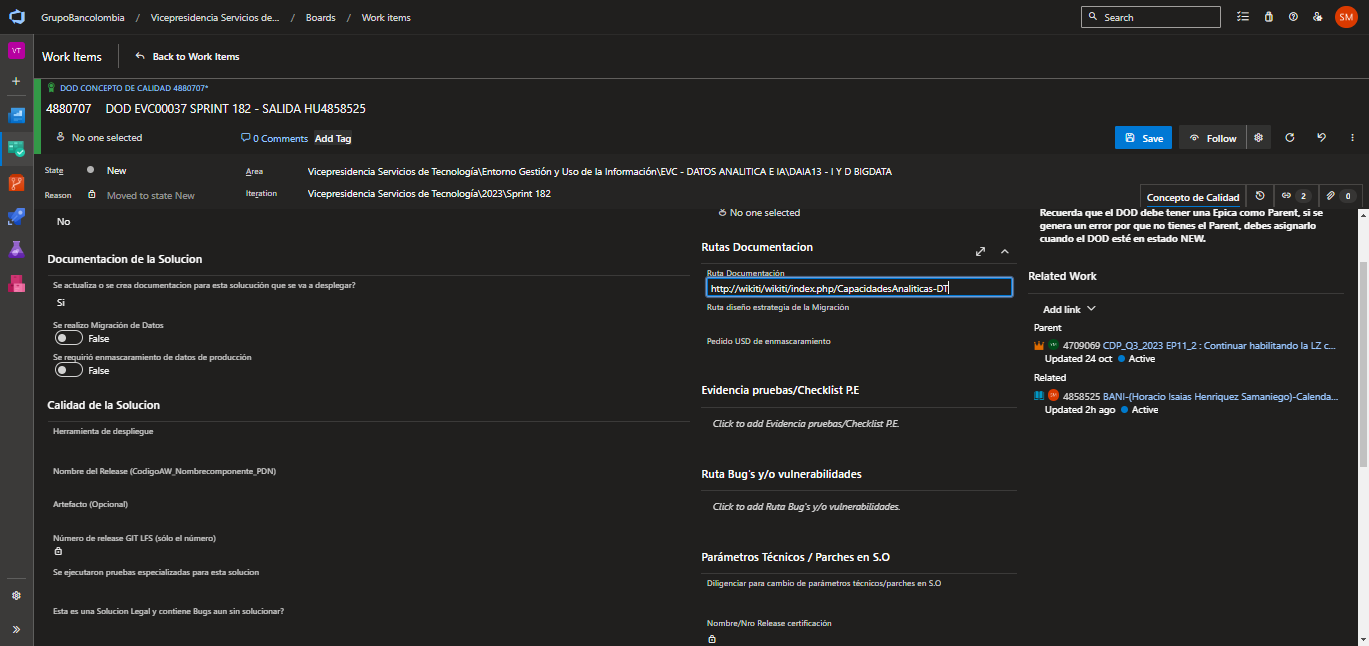 GrupoBancolombia / Vicepresidencia Servicios de... / Boards / Work items
Search
SM
VT
Work Items
Back to Work Items
DOD CONCEPTO DE CALIDAD 4880707*
4880707 DOD EVC00037 SPRINT 182 - SALIDA HU4858525
No one selected
0 Comments
Add Tag
Save
Follow
State
New
Area
Vicepresidencia Servicios de Tecnología\Entorno Gestión y Uso de la Información\EVC - DATOS ANALITICA E IA\DAIA13 - I Y D BIGDATA
Reason
Moved to state New
Iteration
Vicepresidencia Servicios de Tecnología\2023\Sprint 182
Concepto de Calidad
2
0
No
Documentacion de la Solucion
Se actualiza o se crea documentacion para esta solucución que se va a desplegar?
Si
Se realizo Migración de Datos
False
Se requirió enmascaramiento de datos de producción
False
Calidad de la Solucion
Herramienta de despliegue
Nombre del Release (CodigoAW_Nombrecomponente_PDN)
Artefacto (Opcional)
Número de release GIT LFS (sólo el número)
Se ejecutaron pruebas especializadas para esta solucion
Esta es una Solucion Legal y contiene Bugs aun sin solucionar?
No one selected
Rutas Documentacion
Ruta Documentación
http://wikiti/wikiti/index.php/CapacidadesAnaliticas-DT
Ruta diseño estrategia de la Migración
Pedido USD de enmascaramiento
Evidencia pruebas/Checklist P.E
Click to add Evidencia pruebas/Checklist P.E.
Ruta Bug's y/o vulnerabilidades
Click to add Ruta Bug's y/o vulnerabilidades.
Parámetros Técnicos / Parches en S.O
Diligenciar para cambio de parámetros técnicos/parches en S.O
Nombre/Nro Release certificación
Recuerda que el DOD debe tener una Epica como Parent, si se
genera un error por que no tienes el Parent, debes asignarlo
cuando el DOD esté en estado NEW.
Related Work
Add link
Parent
4709069 CDP_Q3_2023 EP11_2 : Continuar habilitando la LZ c...
Updated 24 oct Active
Related
4858525 BANI-(Horacio Isaias Henriquez Samaniego)-Calenda...
Updated 2h ago Active